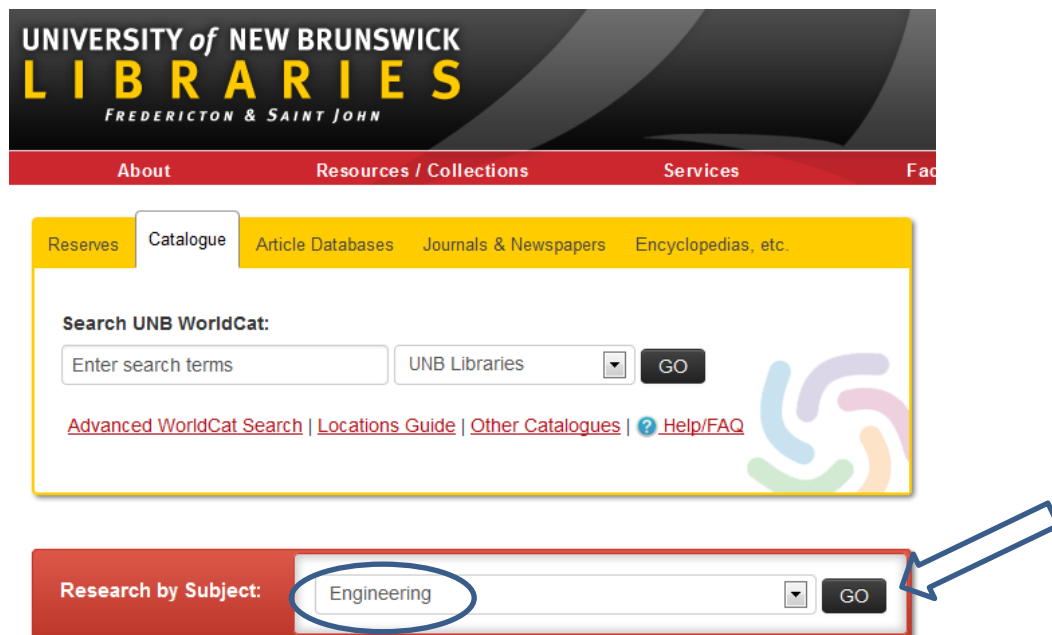 UNIVERSITY of NEW BRUNSWICK
LIBRARIES
FREDERICTON & SAINT JOHN
About Resources / Collections Services Fac
Reserves Catalogue Article Databases Journals & Newspapers Encyclopedias, etc.
Search UNB WorldCat:
Enter search terms UNB Libraries GO
Advanced WorldCat Search | Locations Guide | Other Catalogues | ? Help/FAQ
Research by Subject: Engineering GO